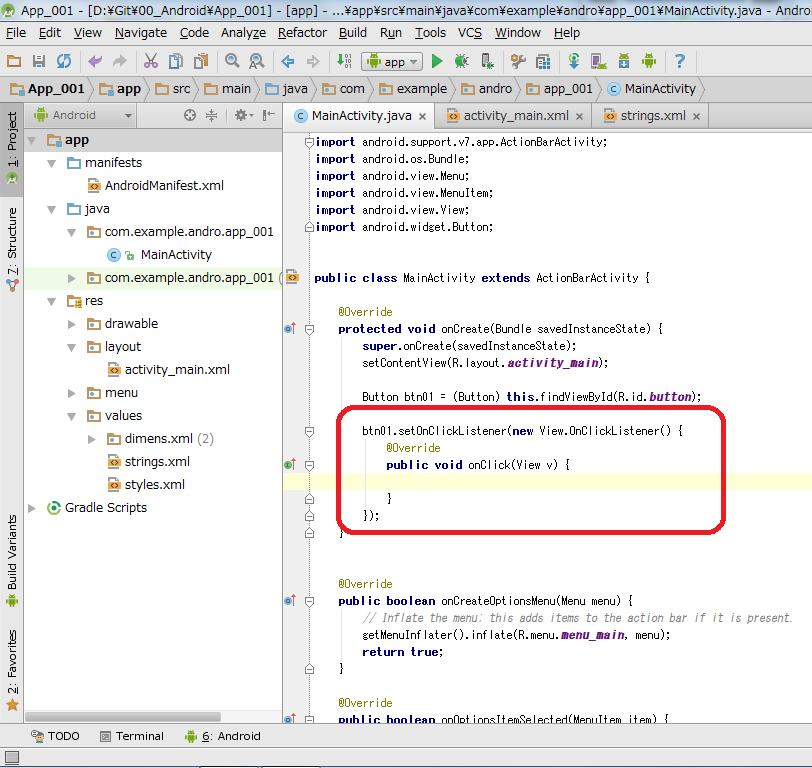 App_001 - [D:¥Git¥00_Android¥App_001] - [app] - ...¥app¥src¥main¥java¥com¥example¥andro¥app_001¥MainActivity.java - Andro
File Edit View Navigate Code Analyze Refactor Build Run Tools VCS Window Help
app
App_001 app src main java com example andro app_001 MainActivity
1: Project
7: Structure
Build Variants
2: Favorites
Android
app
manifests
AndroidManifest.xml
java
com.example.andro.app_001
MainActivity
com.example.andro.app_001 (
res
drawable
layout
activity_main.xml
menu
values
dimens.xml (2)
strings.xml
styles.xml
Gradle Scripts
MainActivity.java activity_main.xml strings.xml
import android.support.v7.app.ActionBarActivity;
import android.os.Bundle;
import android.view.Menu;
import android.view.MenuItem;
import android.view.View;
import android.widget.Button;
public class MainActivity extends ActionBarActivity {
@Override
protected void onCreate(Bundle savedInstanceState) {
super.onCreate(savedInstanceState);
setContentView(R.layout.activity_main);
Button btn01 = (Button) this.findViewById(R.id.button);
btn01.setOnClickListener(new View.OnClickListener() {
@Override
public void onClick(View v) {
}
});
}
@Override
public boolean onCreateOptionsMenu(Menu menu) {
// Inflate the menu; this adds items to the action bar if it is present.
getMenuInflater().inflate(R.menu.menu_main, menu);
return true;
}
@Override
public boolean onOptionsItemSelected(MenuItem item) {
TODO Terminal 6: Android